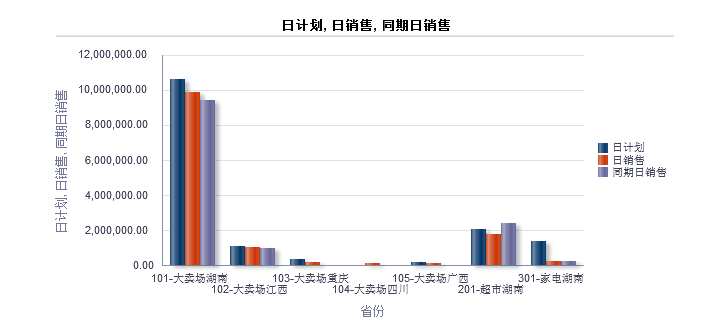 日计划, 日销售, 同期日销售
日计划, 日销售, 同期日销售
12,000,000.00
10,000,000.00
8,000,000.00
6,000,000.00
4,000,000.00
2,000,000.00
0.00
日计划
日销售
同期日销售
101-大卖场湖南
102-大卖场江西
103-大卖场重庆
104-大卖场四川
105-大卖场广西
201-超市湖南
301-家电湖南
省份